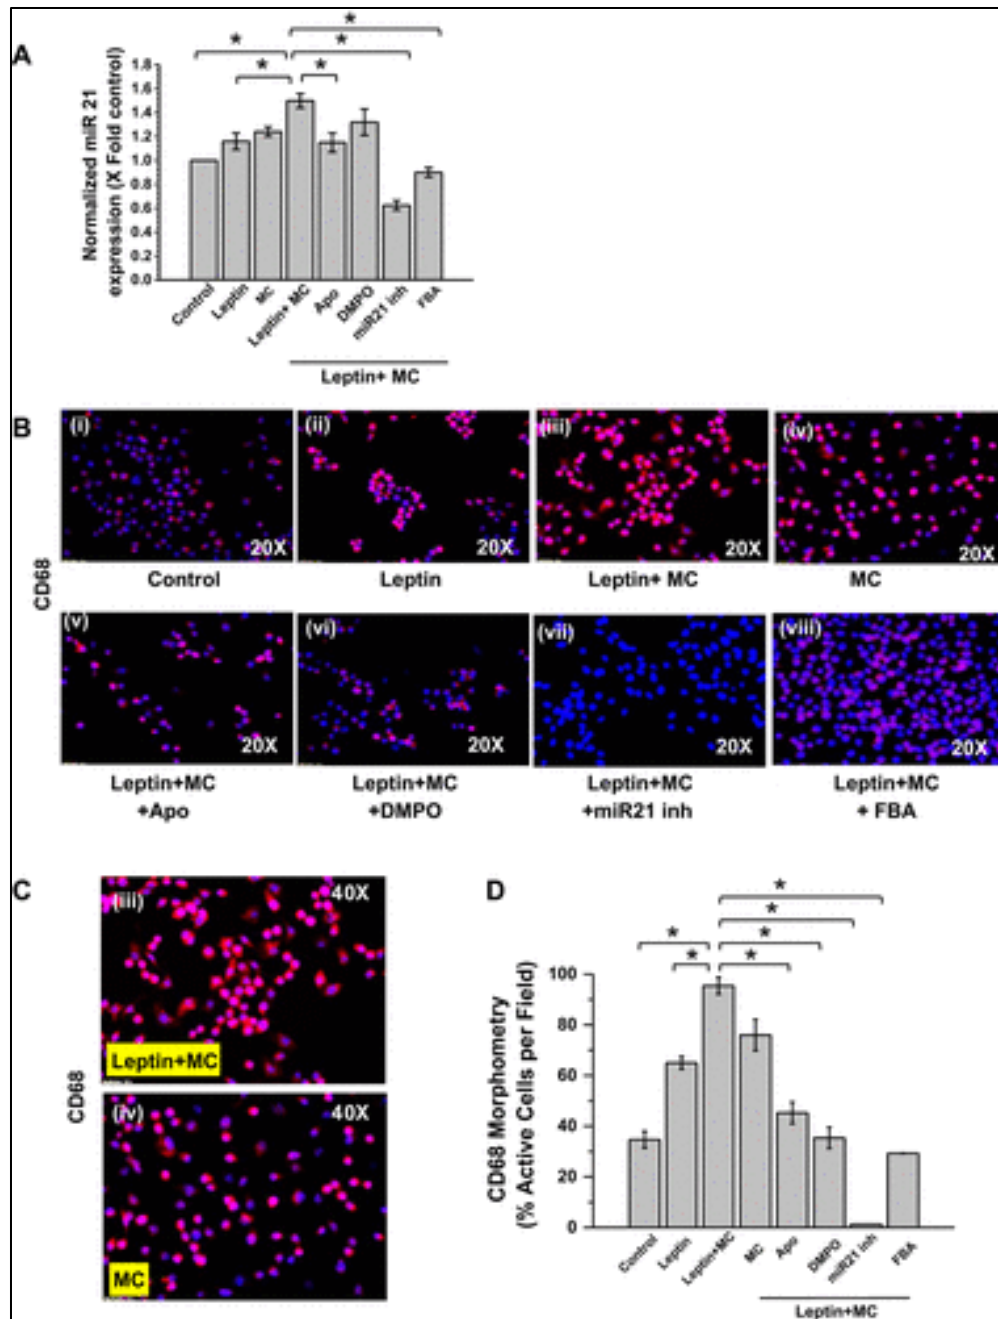 A
Normalized miR 21
expression (X Fold control)
1.8
1.6
1.4
1.2
1.0
0.8
0.6
0.4
0.2
0.0
*
*
*
*
*
Control
Leptin
MC
Leptin+ MC
Apo
DMPO
miR21 inh
FBA
Leptin+ MC
B
CD68
(i)
20X
Control
(ii)
20X
Leptin
(iii)
20X
Leptin+ MC
(iv)
20X
MC
(v)
20X
Leptin+MC
+Apo
(vi)
20X
Leptin+MC
+DMPO
(vii)
20X
Leptin+MC
+miR21 inh
(viii)
20X
Leptin+MC
+ FBA
C
CD68
(iii)
40X
Leptin+MC
(iv)
40X
MC
D
CD68 Morphometry
(% Active Cells per Field)
100
80
60
40
20
0
*
*
*
*
*
*
Control
Leptin
Leptin+MC
MC
Apo
DMPO
miR21 inh
FBA
Leptin+MC